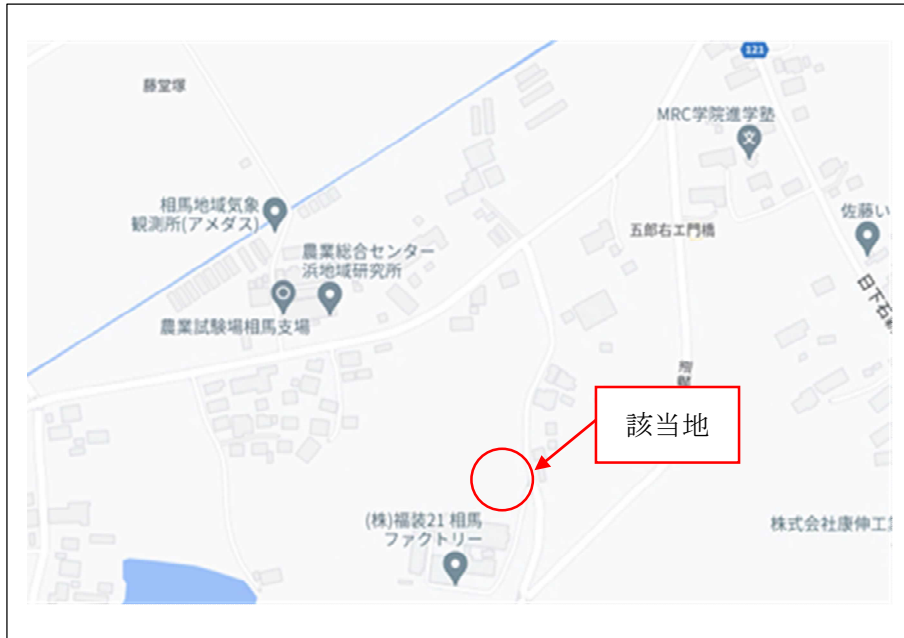 121
藤堂塚
MRC学院進学塾
文
相馬地域気象
観測所(アメダス)
佐藤い
五郎右エ門橋
農業総合センター
浜地域研究所
農業試験場相馬支場
日下石
該当地
(株)福装21 相馬
ファクトリー
株式会社康伸工